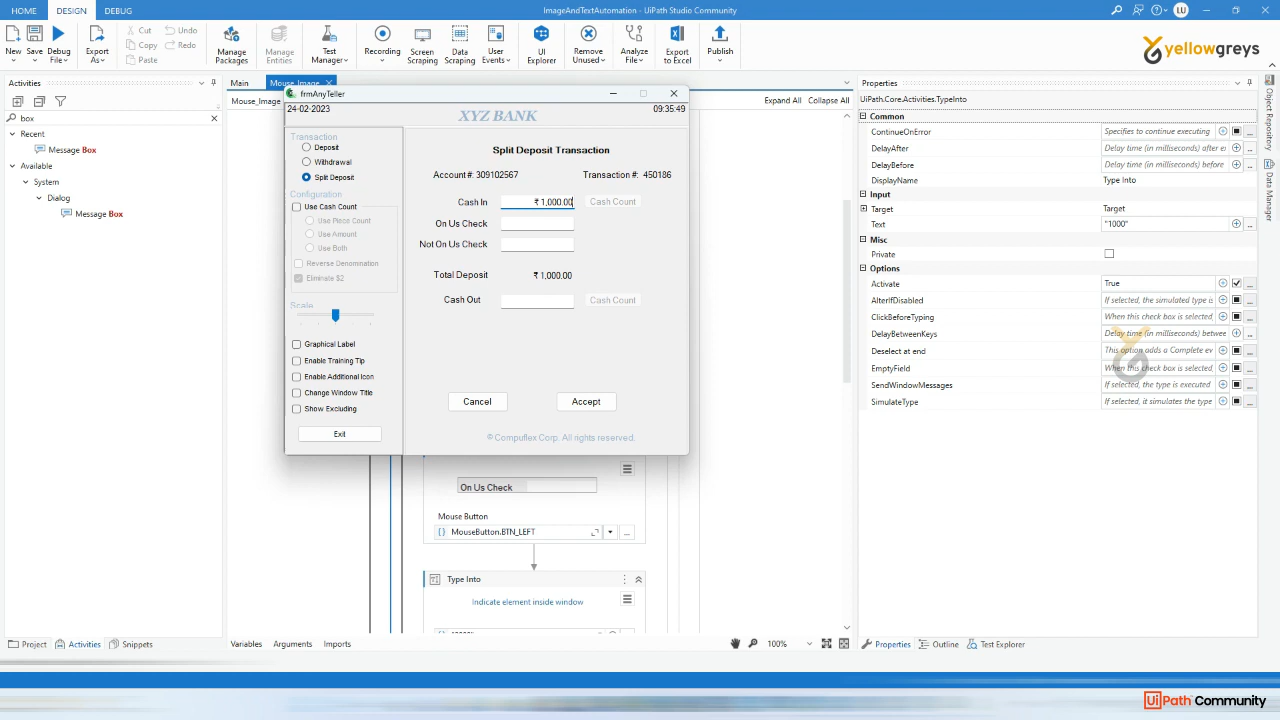 HOME DESIGN DEBUG ImageAndTextAutomation - UiPath Studio Community LU
New Save Debug File Export As Cut Copy Paste Undo Redo Manage Packages Manage Entities Test Manager Recording Screen Scraping Data Scraping User Events UI Explorer Remove Unused Analyze File Export to Excel Publish
yellowgreys
Activities
box
Recent
Message Box
Available
System
Dialog
Message Box
Main Mouse_Image
Mouse_Image Expand All Collapse All
frmAnyTeller
24-02-2023 XYZ BANK 09:35:49
Transaction
Deposit
Withdrawal
Split Deposit
Configuration
Use Cash Count
Use Piece Count
Use Amount
Use Both
Reverse Denomination
Eliminate $2
Scale
Graphical Label
Enable Training Tip
Enable Additional Icon
Change Window Title
Show Excluding
Exit
Split Deposit Transaction
Account #: 309102567 Transaction #: 450186
Cash In ₹ 1,000.00 Cash Count
On Us Check
Not On Us Check
Total Deposit ₹ 1,000.00
Cash Out Cash Count
Cancel Accept
® Compuflex Corp. All rights reserved.
On Us Check
Mouse Button
MouseButton.BTN_LEFT ...
Type Into
Indicate element inside window
Properties
UiPath.Core.Activities.TypeInto
Common
ContinueOnError Specifies to continue executing ...
DelayAfter Delay time (in milliseconds) after e ...
DelayBefore Delay time (in milliseconds) before ...
DisplayName Type Into
Input
Target Target
Text "1000" ...
Misc
Private
Options
Activate True ...
AlterIfDisabled If selected, the simulated type is ...
ClickBeforeTyping When this check box is selected, ...
DelayBetweenKeys Delay time (in milliseconds) betwee ...
Deselect at end This option adds a Complete ev ...
EmptyField When this check box is selected, ...
SendWindowMessages If selected, the type is executed ...
SimulateType If selected, it simulates the type ...
Object Repository
Data Manager
Project Activities Snippets
Variables Arguments Imports 100%
Properties Outline Test Explorer
UiPath Community